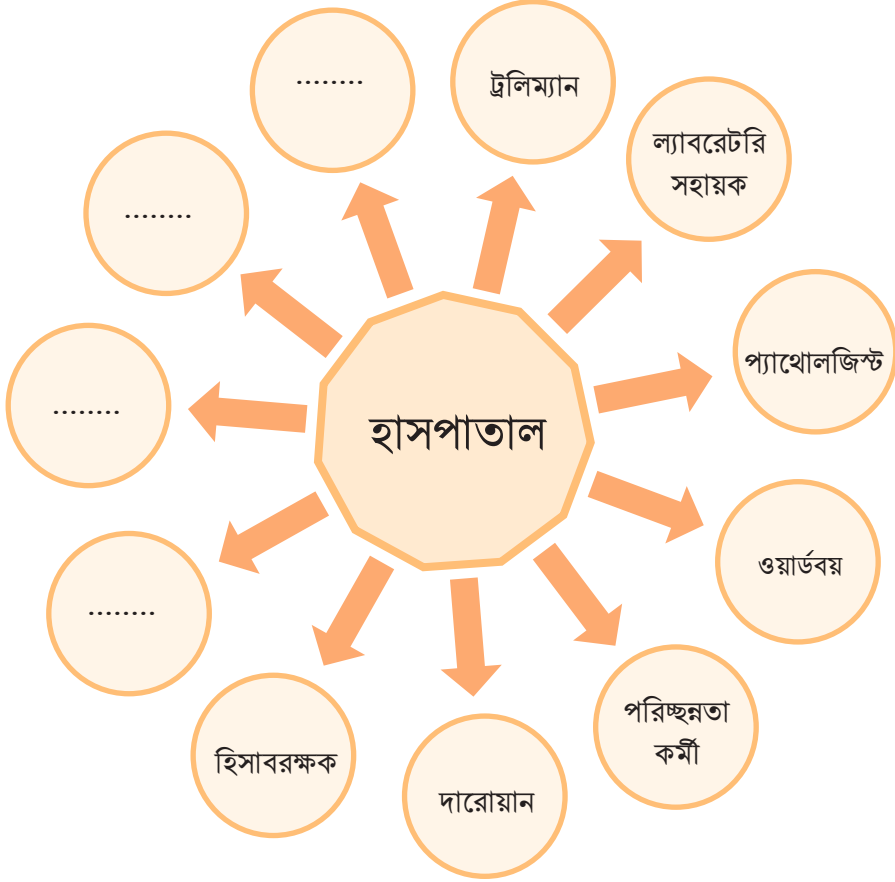 ........
ট্রলিম্যান
ল্যাবরেটরি
সহায়ক
........
প্যাথোলজিস্ট
........
হাসপাতাল
ওয়ার্ডবয়
........
পরিচ্ছন্নতা
কর্মী
হিসাবরক্ষক
দারোয়ান